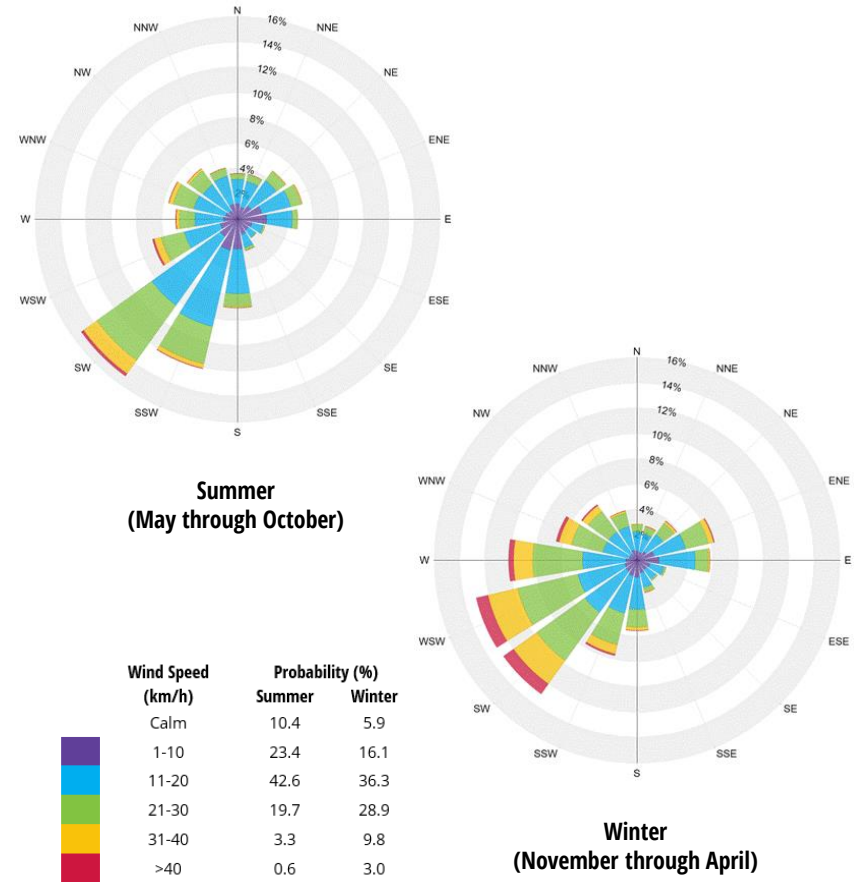 N
NNW
NNE
NW
NE
WNW
ENE
W
E
WSW
ESE
SW
SE
SSW
SSE
S
16%
14%
12%
10%
8%
6%
4%
2%
Summer
(May through October)
N
NNW
NNE
NW
NE
WNW
ENE
W
E
WSW
ESE
SW
SE
SSW
SSE
S
16%
14%
12%
10%
8%
6%
4%
2%
Winter
(November through April)
Wind Speed Probability (%)
(km/h) Summer Winter
Calm 10.4 5.9
1-10 23.4 16.1
11-20 42.6 36.3
21-30 19.7 28.9
31-40 3.3 9.8
>40 0.6 3.0